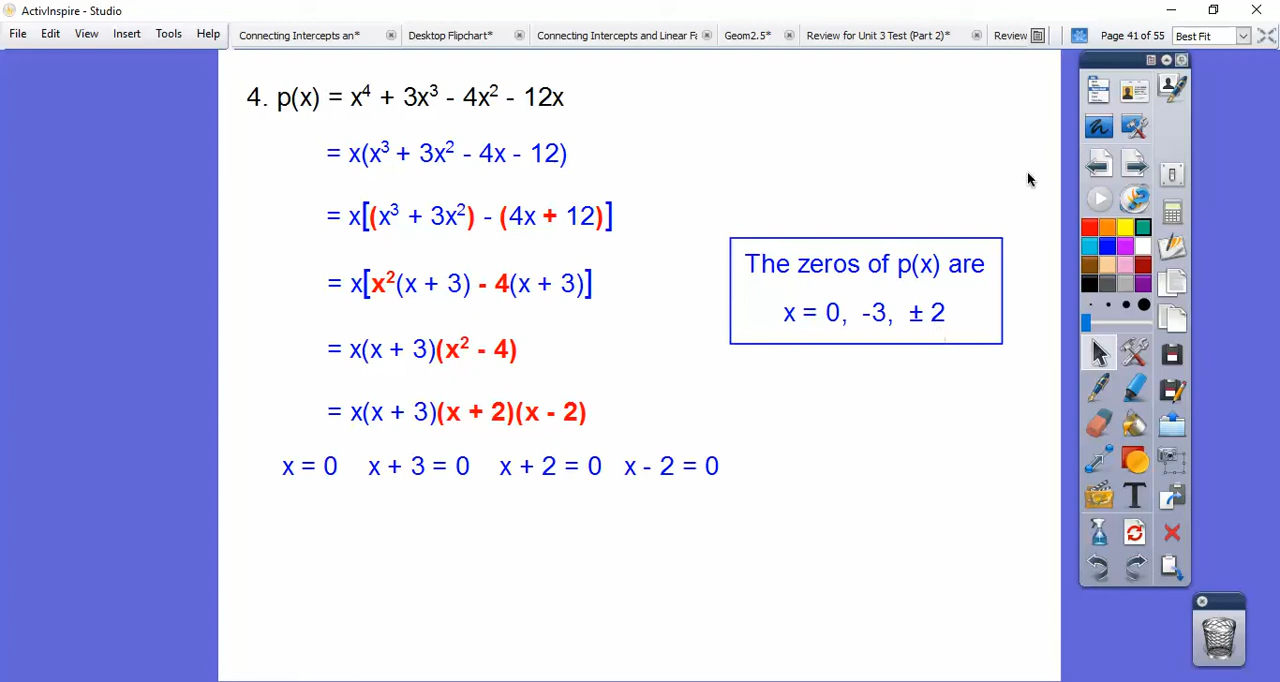 ActivInspire - Studio
File Edit View Insert Tools Help
Connecting Intercepts an* Desktop Flipchart* Connecting Intercepts and Linear Fa Geom2.5* Review for Unit 3 Test (Part 2)* Review Page 41 of 55 Best Fit
4. p(x) = x⁴ + 3x³ - 4x² - 12x
= x(x³ + 3x² - 4x - 12)
= x[(x³ + 3x²) - (4x + 12)]
= x[x²(x + 3) - 4(x + 3)]
= x(x + 3)(x² - 4)
= x(x + 3)(x + 2)(x - 2)
x = 0 x + 3 = 0 x + 2 = 0 x - 2 = 0
The zeros of p(x) are
x = 0, -3, ± 2